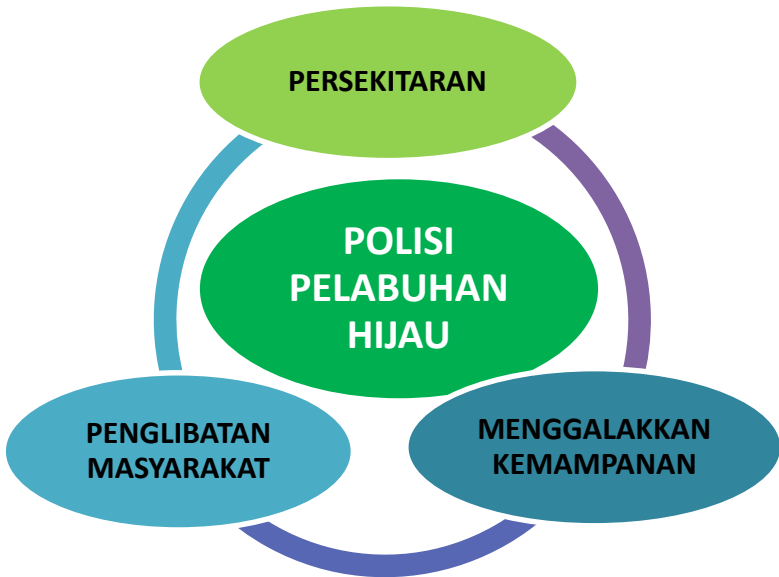 PERSEKITARAN
POLISI
PELABUHAN
HIJAU
PENGLIBATAN
MASYARAKAT
MENGGALAKKAN
KEMAMPANAN